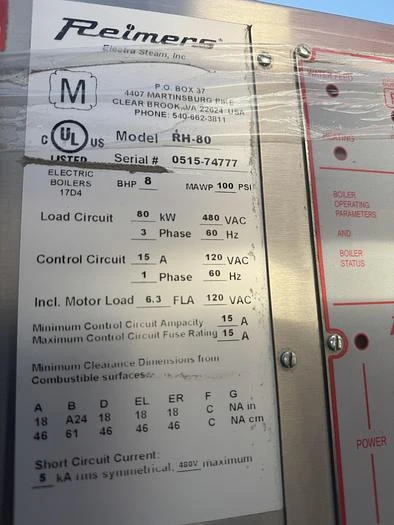 Reimers
Electra Steam, Inc
M
P.O. BOX 37
4407 MARTINSBURG PIKE
CLEAR BROOK, VA 22624 USA
PHONE: 540-662-3811
C UL US
LISTED
ELECTRIC
BOILERS
17D4
Model RH-80
Serial # 0515-74777
BHP 8 MAWP 100 PSI
Load Circuit 80 kW 480 VAC
3 Phase 60 Hz
Control Circuit 15 A 120 VAC
1 Phase 60 Hz
Incl. Motor Load 6.3 FLA 120 VAC
Minimum Control Circuit Ampacity 15 A
Maximum Control Circuit Fuse Rating 15 A
Minimum Clearance Dimensions from
Combustible surfaces
A B D EL ER F G
18 A24 18 18 18 C NA in
46 61 46 46 46 C NA cm
Short Circuit Current:
5 kA rms symmetrical, 480V maximum
WATER FEED
HEATING
BOILER
OPERATING
PARAMETERS
AND
BOILER
STATUS
POWER